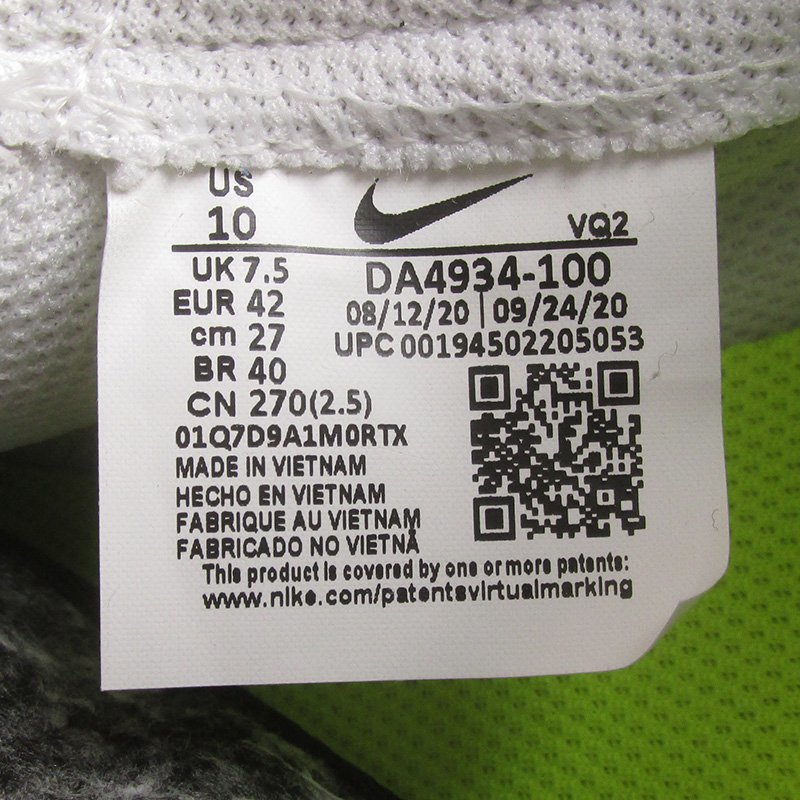 US
10
VQ2
UK 7.5
EUR 42
cm 27
BR 40
CN 270(2.5)
DA4934-100
08/12/20 | 09/24/20
UPC 00194502205053
01Q7D9A1M0RTX
MADE IN VIETNAM
HECHO EN VIETNAM
FABRIQUE AU VIETNAM
FABRICADO NO VIETNÃ
This product is covered by one or more patents:
www.nike.com/patentsvirtualmarking